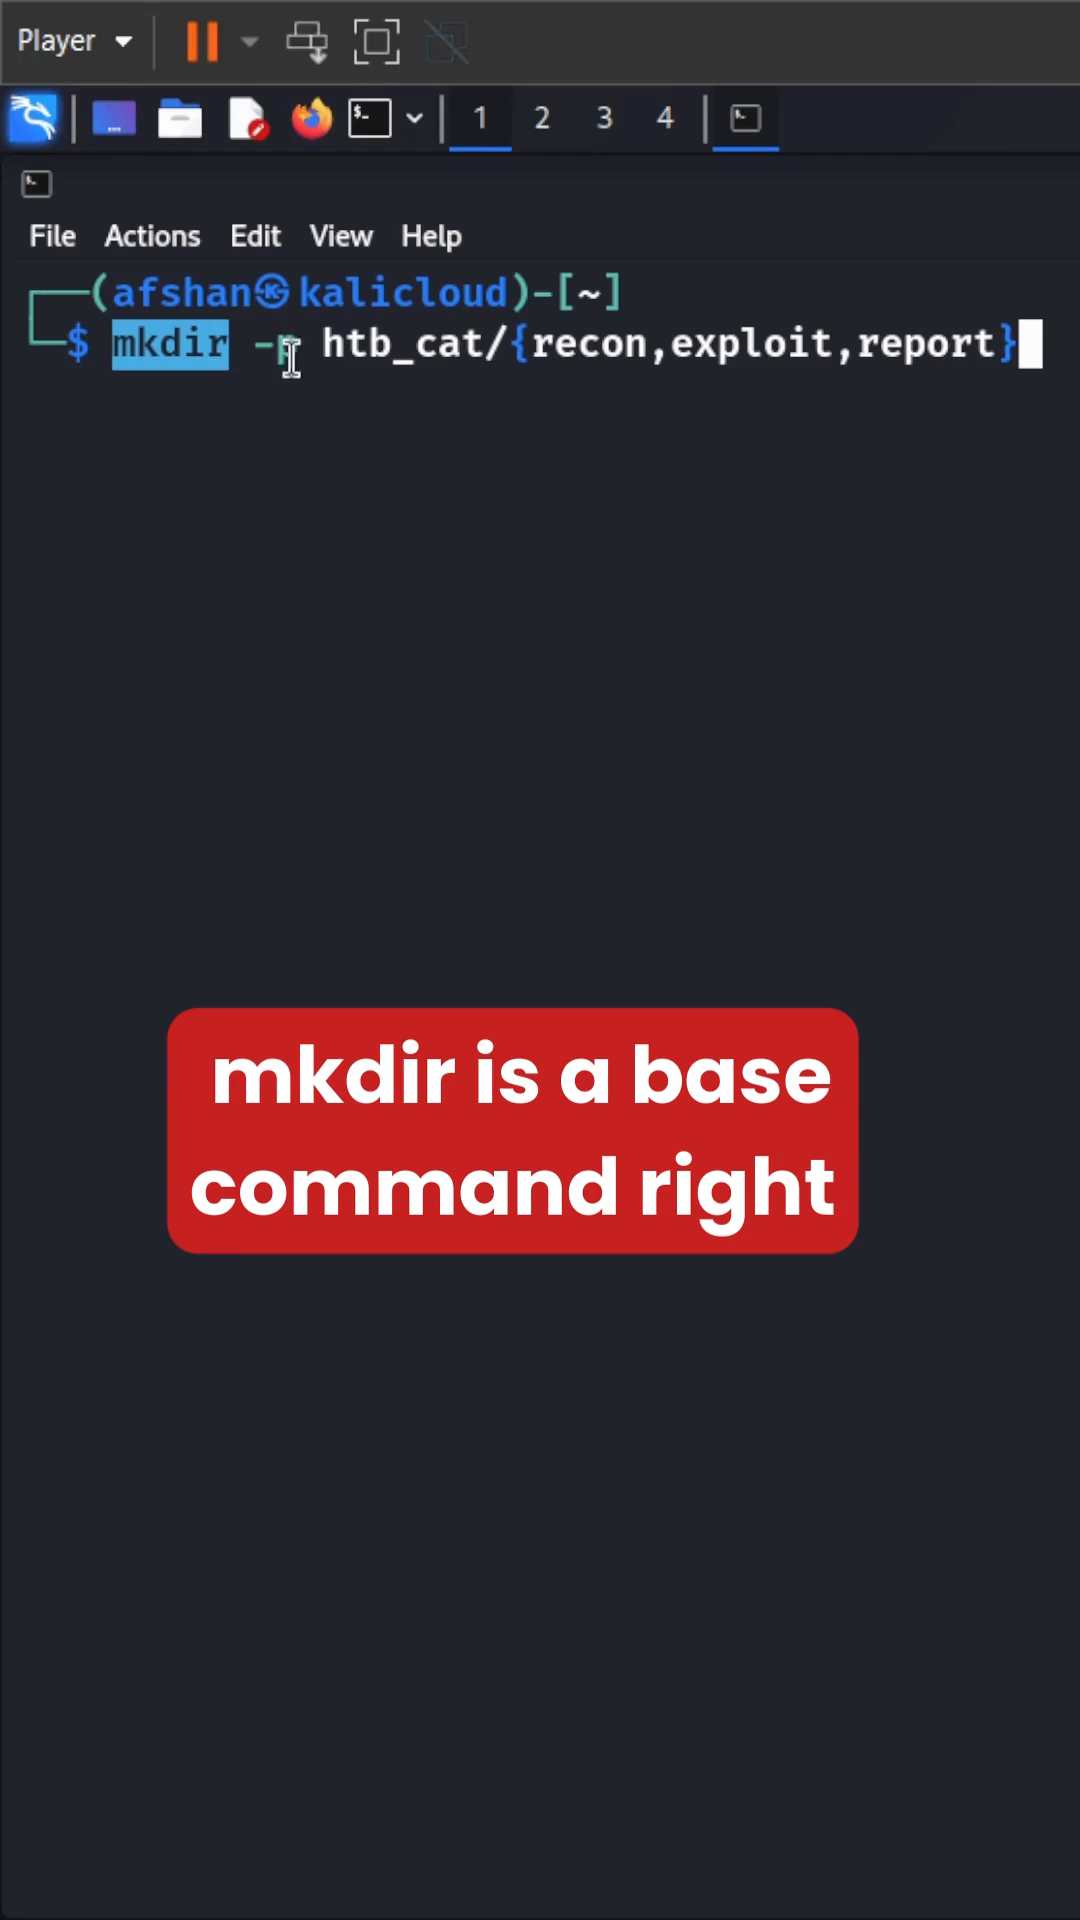 Player
1 2 3 4
File Actions Edit View Help
(afshan㉿kalicloud)-[~]
$ mkdir -p htb_cat/{recon,exploit,report}
mkdir is a base
command right